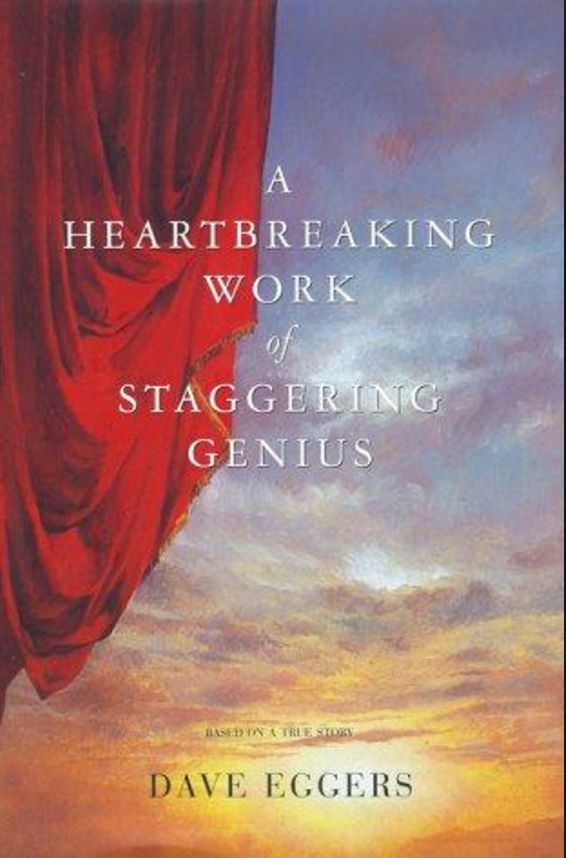 A
HEARTBREAKING
WORK
of
STAGGERING
GENIUS
BASED ON A TRUE STORY
DAVE EGGERS